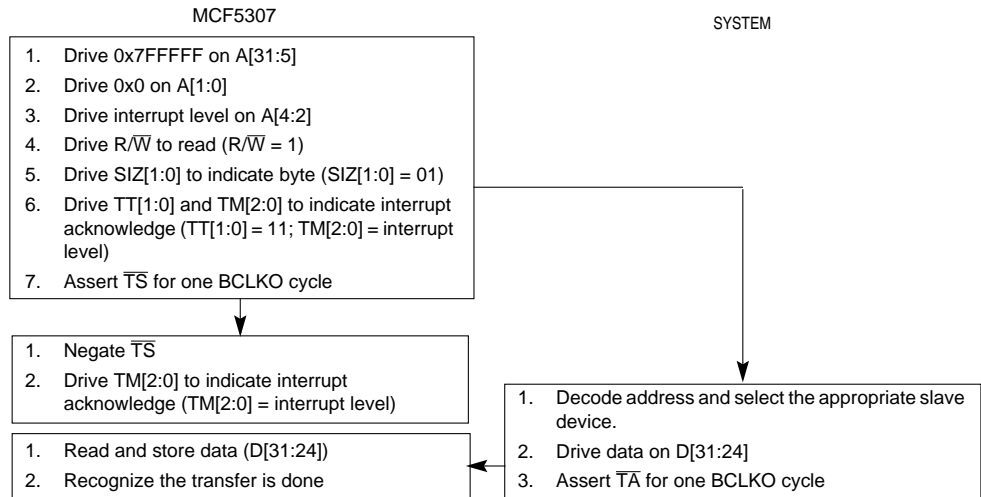 MCF5307
SYSTEM
1. Drive 0x7FFFFF on A[31:5]
2. Drive 0x0 on A[1:0]
3. Drive interrupt level on A[4:2]
4. Drive R/W̅ to read (R/W̅ = 1)
5. Drive SIZ[1:0] to indicate byte (SIZ[1:0] = 01)
6. Drive TT[1:0] and TM[2:0] to indicate interrupt
acknowledge (TT[1:0] = 11; TM[2:0] = interrupt
level)
7. Assert T̅S̅ for one BCLKO cycle
1. Negate T̅S̅
2. Drive TM[2:0] to indicate interrupt
acknowledge (TM[2:0] = interrupt level)
1. Decode address and select the appropriate slave
device.
2. Drive data on D[31:24]
3. Assert T̅A̅ for one BCLKO cycle
1. Read and store data (D[31:24])
2. Recognize the transfer is done